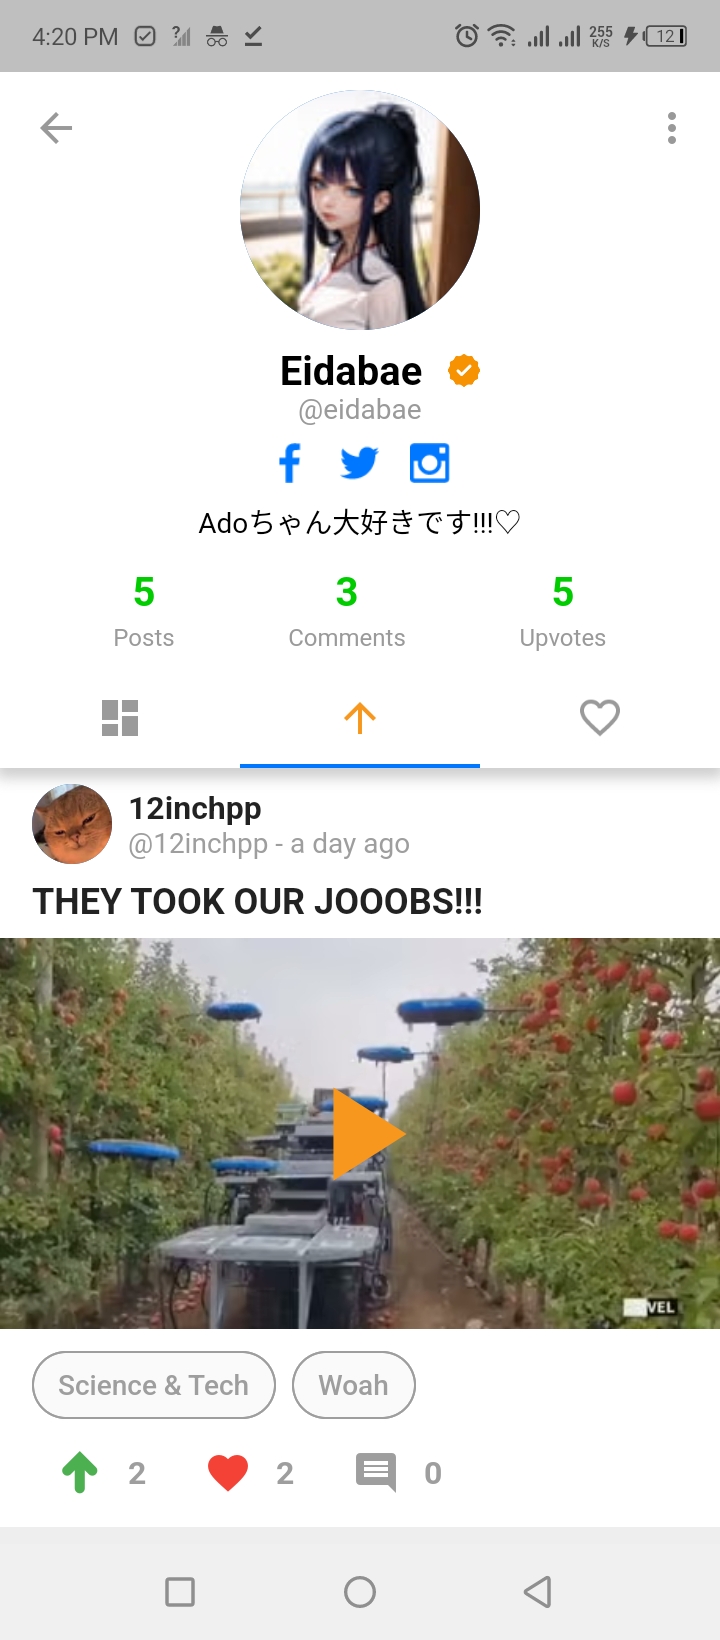 4:20 PM
255 K/S
12
Eidabae
@eidabae
Adoちゃん大好きです!!!♡
5 3 5
Posts Comments Upvotes
12inchpp
@12inchpp - a day ago
THEY TOOK OUR JOOOBS!!!
VEL
Science & Tech Woah
2 2 0